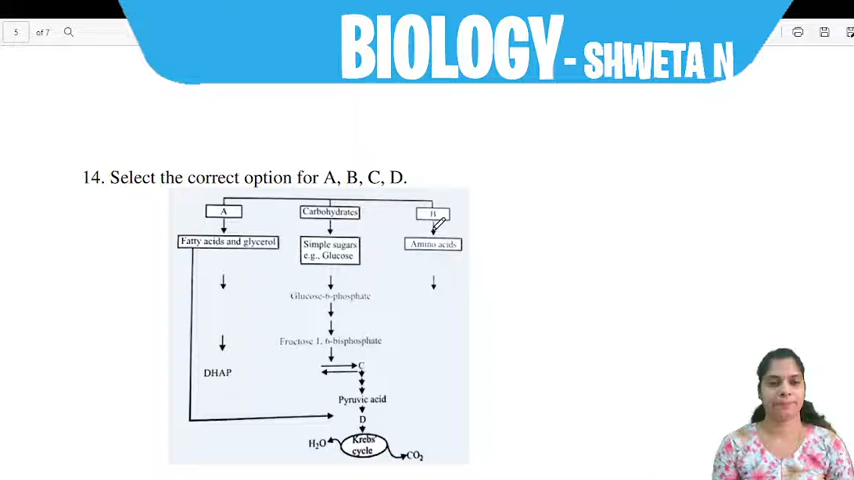 5 of 7
BIOLOGY - SHWETA N
14. Select the correct option for A, B, C, D.
A Carbohydrates B
Fatty acids and glycerol Simple sugars e.g., Glucose Amino acids
Glucose-6-phosphate
Fructose 1, 6-bisphosphate
DHAP C
Pyruvic acid
D
H₂O Krebs' cycle CO₂